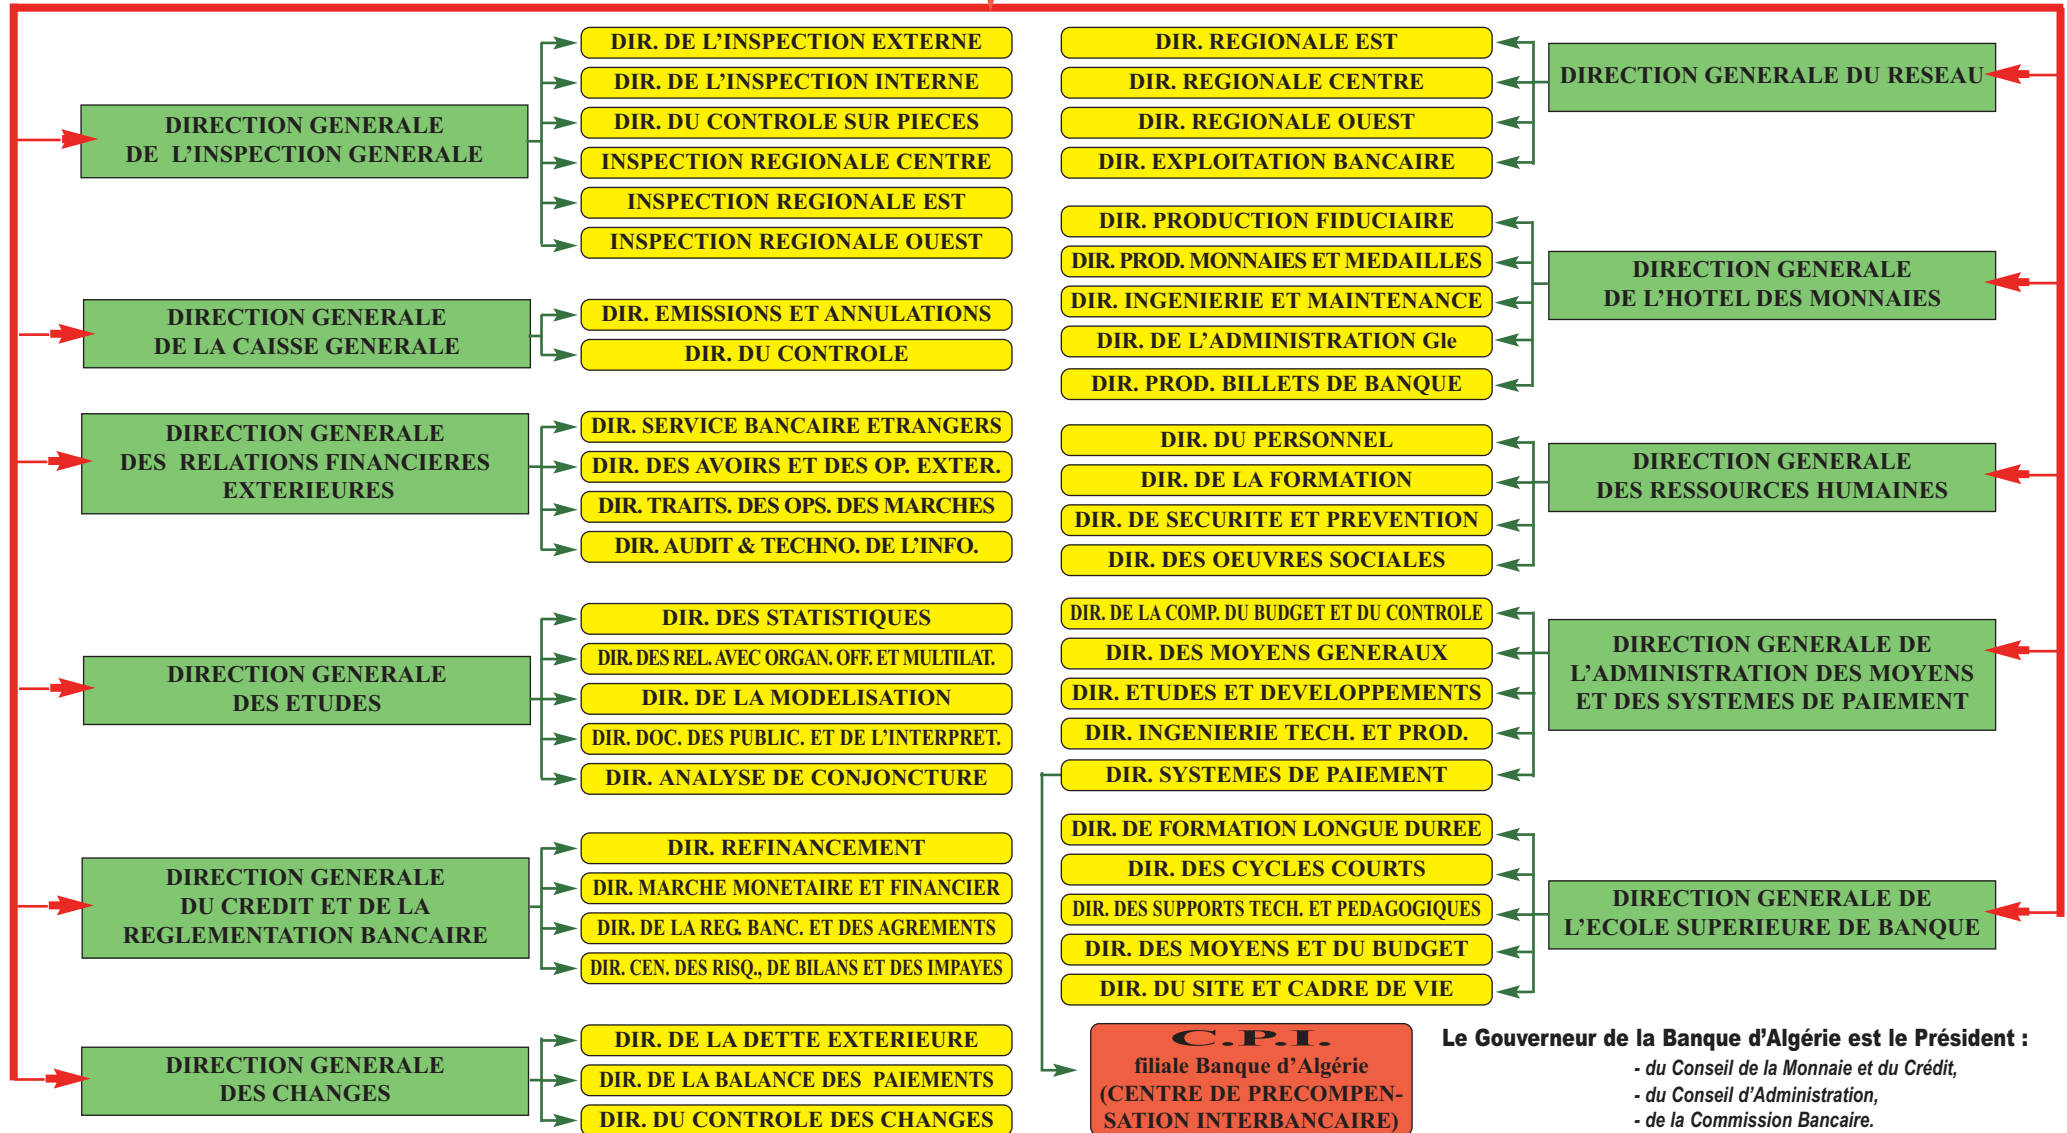 DIRECTION GENERALE
DE L'INSPECTION GENERALE
DIR. DE L'INSPECTION EXTERNE
DIR. DE L'INSPECTION INTERNE
DIR. DU CONTROLE SUR PIECES
INSPECTION REGIONALE CENTRE
INSPECTION REGIONALE EST
INSPECTION REGIONALE OUEST
DIRECTION GENERALE
DE LA CAISSE GENERALE
DIR. EMISSIONS ET ANNULATIONS
DIR. DU CONTROLE
DIRECTION GENERALE
DES RELATIONS FINANCIERES
EXTERIEURES
DIR. SERVICE BANCAIRE ETRANGERS
DIR. DES AVOIRS ET DES OP. EXTER.
DIR. TRAITS. DES OPS. DES MARCHES
DIR. AUDIT & TECHNO. DE L'INFO.
DIRECTION GENERALE
DES ETUDES
DIR. DES STATISTIQUES
DIR. DES REL. AVEC ORGAN. OFF. ET MULTILAT.
DIR. DE LA MODELISATION
DIR. DOC. DES PUBLIC. ET DE L'INTERPRET.
DIR. ANALYSE DE CONJONCTURE
DIRECTION GENERALE
DU CREDIT ET DE LA
REGLEMENTATION BANCAIRE
DIR. REFINANCEMENT
DIR. MARCHE MONETAIRE ET FINANCIER
DIR. DE LA REG. BANC. ET DES AGREMENTS
DIR. CEN. DES RISQ., DE BILANS ET DES IMPAYES
DIRECTION GENERALE
DES CHANGES
DIR. DE LA DETTE EXTERIEURE
DIR. DE LA BALANCE DES PAIEMENTS
DIR. DU CONTROLE DES CHANGES
DIR. REGIONALE EST
DIR. REGIONALE CENTRE
DIR. REGIONALE OUEST
DIR. EXPLOITATION BANCAIRE
DIRECTION GENERALE DU RESEAU
DIR. PRODUCTION FIDUCIAIRE
DIR. PROD. MONNAIES ET MEDAILLES
DIR. INGENIERIE ET MAINTENANCE
DIR. DE L'ADMINISTRATION Gle
DIR. PROD. BILLETS DE BANQUE
DIRECTION GENERALE
DE L'HOTEL DES MONNAIES
DIR. DU PERSONNEL
DIR. DE LA FORMATION
DIR. DE SECURITE ET PREVENTION
DIR. DES OEUVRES SOCIALES
DIRECTION GENERALE
DES RESSOURCES HUMAINES
DIR. DE LA COMP. DU BUDGET ET DU CONTROLE
DIR. DES MOYENS GENERAUX
DIR. ETUDES ET DEVELOPPEMENTS
DIR. INGENIERIE TECH. ET PROD.
DIR. SYSTEMES DE PAIEMENT
DIRECTION GENERALE DE
L'ADMINISTRATION DES MOYENS
ET DES SYSTEMES DE PAIEMENT
DIR. DE FORMATION LONGUE DUREE
DIR. DES CYCLES COURTS
DIR. DES SUPPORTS TECH. ET PEDAGOGIQUES
DIR. DES MOYENS ET DU BUDGET
DIR. DU SITE ET CADRE DE VIE
DIRECTION GENERALE DE
L'ECOLE SUPERIEURE DE BANQUE
C.P.I.
filiale Banque d'Algérie
(CENTRE DE PRECOMPEN-
SATION INTERBANCAIRE)
Le Gouverneur de la Banque d'Algérie est le Président :
- du Conseil de la Monnaie et du Crédit,
- du Conseil d'Administration,
- de la Commission Bancaire.